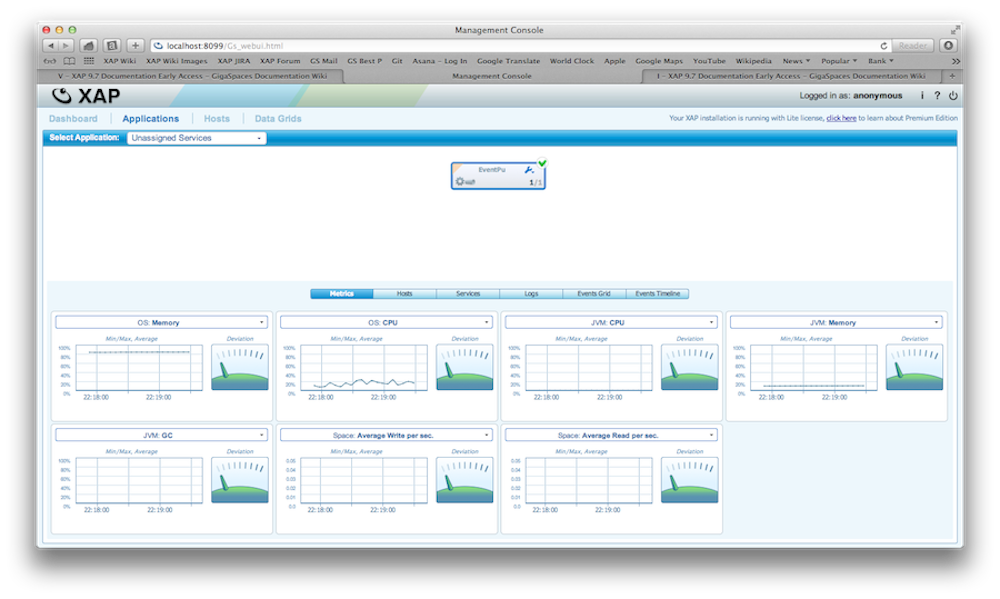 Management Console
localhost:8099/Gs_webui.html Reader
XAP Wiki XAP Wiki Images XAP JIRA XAP Forum GS Mail GS Best P Git Asana – Log In Google Translate World Clock Apple Google Maps YouTube Wikipedia News ▾ Popular ▾ Bank ▾ >>
V – XAP 9.7 Documentation Early Access – GigaSpaces Documentation Wiki Management Console I – XAP 9.7 Documentation Early Access – GigaSpaces Documentation Wiki +
XAP Logged in as: anonymous i ?
Dashboard Applications Hosts Data Grids Your XAP installation is running with Lite license, click here to learn about Premium Edition
Select Application: Unassigned Services
EventPu
1/1
Metrics Hosts Services Logs Events Grid Events Timeline
OS: Memory OS: CPU JVM: CPU JVM: Memory
Min/Max, Average Deviation Min/Max, Average Deviation Min/Max, Average Deviation Min/Max, Average Deviation
100% 100% 100% 100%
80% 80% 80% 80%
60% 60% 60% 60%
40% 40% 40% 40%
20% 20% 20% 20%
0% 0% 0% 0%
22:18:00 22:19:00 22:18:00 22:19:00 22:18:00 22:19:00 22:18:00 22:19:00
JVM: GC Space: Average Write per sec. Space: Average Read per sec.
Min/Max, Average Deviation Min/Max, Average Deviation Min/Max, Average Deviation
100% 0.05 0.05
80% 0.04 0.04
60% 0.03 0.03
40% 0.02 0.02
20% 0.01 0.01
0% 0.0 0.0
22:18:00 22:19:00 22:18:00 22:19:00 22:18:00 22:19:00